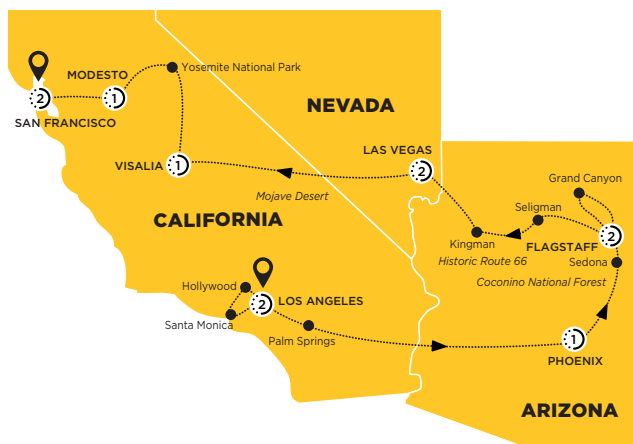 Yosemite National Park
MODESTO
2
1
SAN FRANCISCO
NEVADA
LAS VEGAS
VISALIA
1
2
Grand Canyon
Mojave Desert
Seligman
CALIFORNIA
Kingman
FLAGSTAFF
2
Historic Route 66
Sedona
Coconino National Forest
Hollywood
2
LOS ANGELES
Santa Monica
Palm Springs
1
PHOENIX
ARIZONA